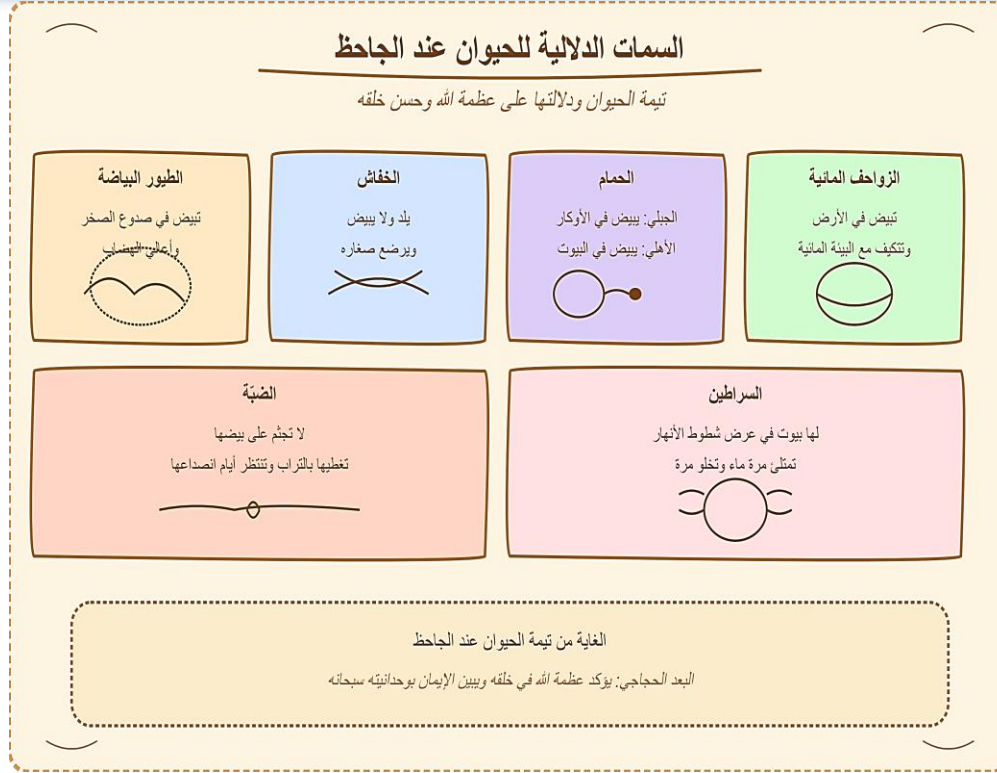 السمات الدلالية للحيوان عند الجاحظ
تيمة الحيوان ودلالتها على عظمة الله وحسن خلقه
الزواحف المائية
تبيض في الأرض
وتتكيف مع البيئة المائية
الحمام
الجبلي: يبيض في الأوكار
الأهلي: يبيض في البيوت
الخفاش
يلد ولا يبيض
ويرضع صغاره
الطيور البياضة
تبيض في صدوع الصخر
وأعالي الهضاب
السراطين
لها بيوت في عرض شطوط الأنهار
تمتلئ مرة ماء وتخلو مرة
الضبّة
لا تجثم على بيضها
تغطيها بالتراب وتنتظر أيام انصداعها
الغاية من تيمة الحيوان عند الجاحظ
البعد الحجاجي: يؤكد عظمة الله في خلقه ويبين الإيمان بوحدانيته سبحانه